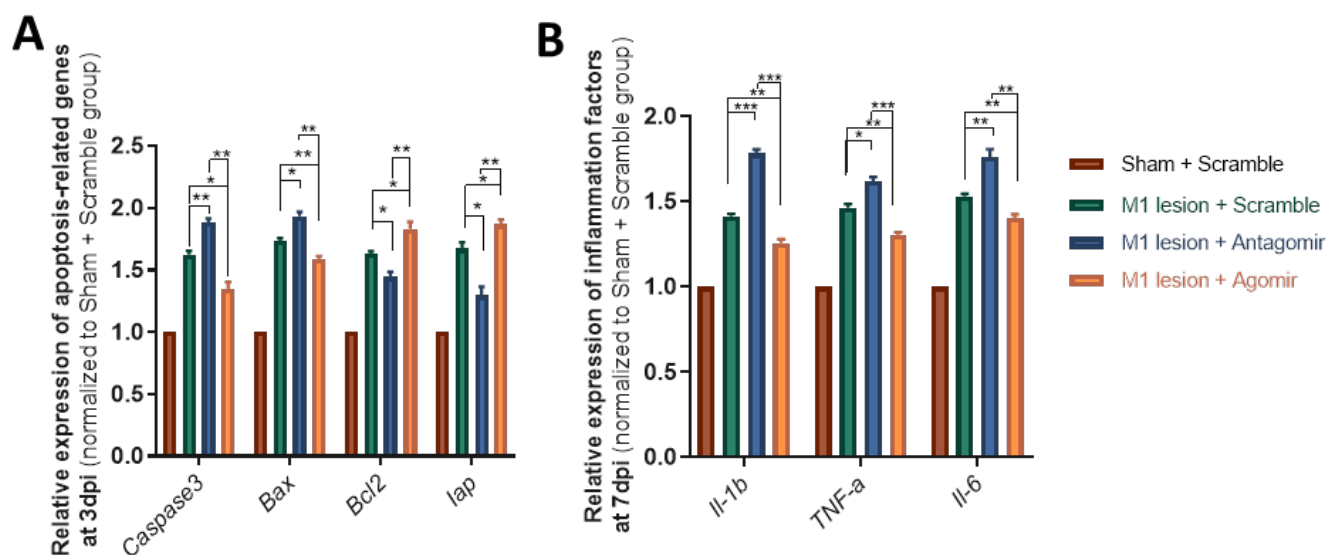 A
Relative expression of apoptosis-related genes
at 3dpi (normalized to Sham + Scramble group)
2.5
2.0
1.5
1.0
0.5
0.0
** * **
* ** **
* * **
* * **
Caspase3
Bax
Bcl2
Iap
B
Relative expression of inflammation factors
at 7dpi (normalized to Sham + Scramble group)
2.0
1.5
1.0
0.5
0.0
*** ** ***
* ** ***
** ** **
Il-1b
TNF-a
Il-6
Sham + Scramble
M1 lesion + Scramble
M1 lesion + Antagomir
M1 lesion + Agomir